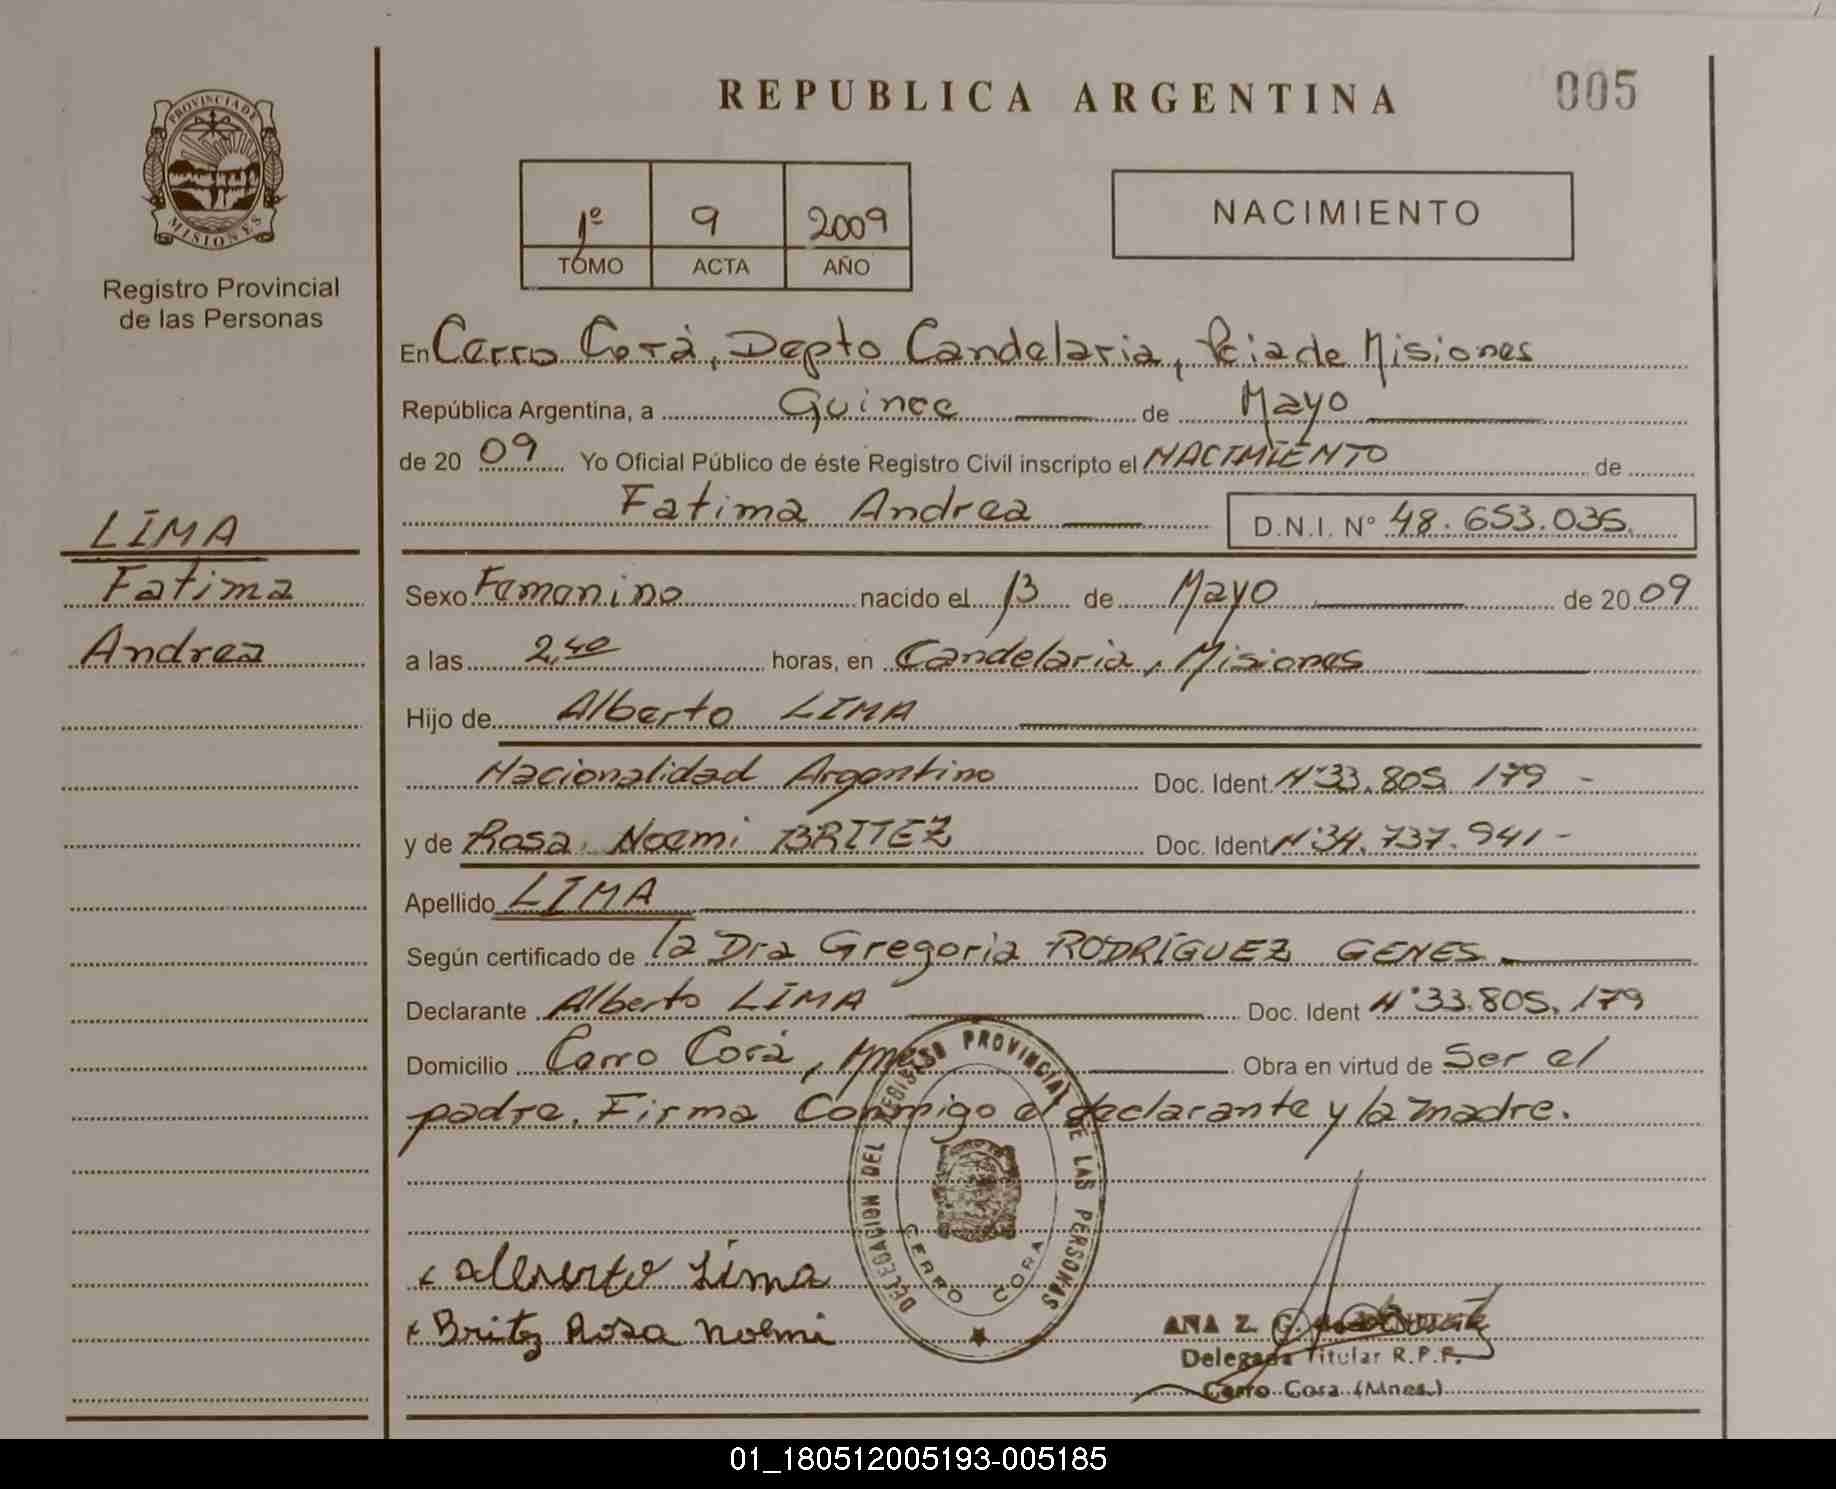 REPUBLICA ARGENTINA
005
PROVINCIA DE
MISIONES
Registro Provincial
de las Personas
1º 9 2009
TOMO ACTA AÑO
NACIMIENTO
En Cerro Corá, Depto Candelaria, Pcia de Misiones
República Argentina, a Quince de Mayo
de 20 09 Yo Oficial Público de éste Registro Civil inscripto el NACIMIENTO de
Fatima Andrea D.N.I. N° 48.653.035.
LIMA
Fatima
Andrea
Sexo Femenino nacido el 13 de Mayo de 20 09
a las 2,40 horas, en Candelaria, Misiones
Hijo de Alberto LIMA
Nacionalidad Argentino Doc. Ident. N°33.805.179 -
y de Rosa Noemi BRITEZ Doc. Ident N°34.737.941 -
Apellido LIMA
Según certificado de la Dra Gregoria RODRÍGUEZ GENES
Declarante Alberto LIMA Doc. Ident N°33.805.179
Domicilio Cerro Corá, Mnes Obra en virtud de Ser el
padre. Firma Conmigo el declarante y la madre.
DELEGACION DEL REGISTRO PROVINCIAL DE LAS PERSONAS
CERRO CORA
Alberto Lima
Britez Rosa Noemi
ANA Z. G.
Delegada Titular R.P.P.
Cerro Cora (Mnes.)
01_180512005193-005185